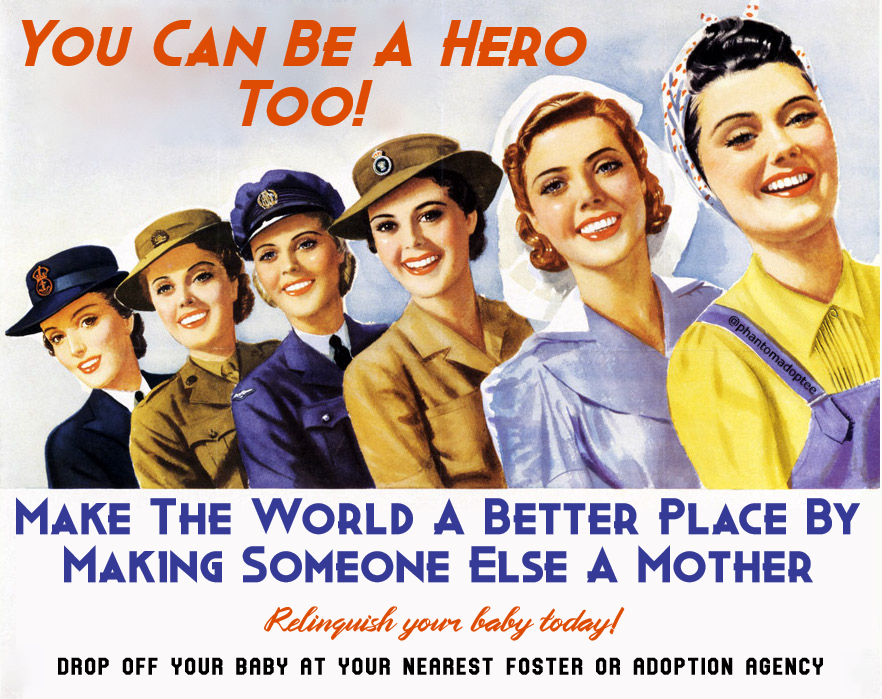 You Can Be A Hero
Too!
@phantomadoptee
Make The World A Better Place By
Making Someone Else A Mother
Relinquish your baby today!
DROP OFF YOUR BABY AT YOUR NEAREST FOSTER OR ADOPTION AGENCY